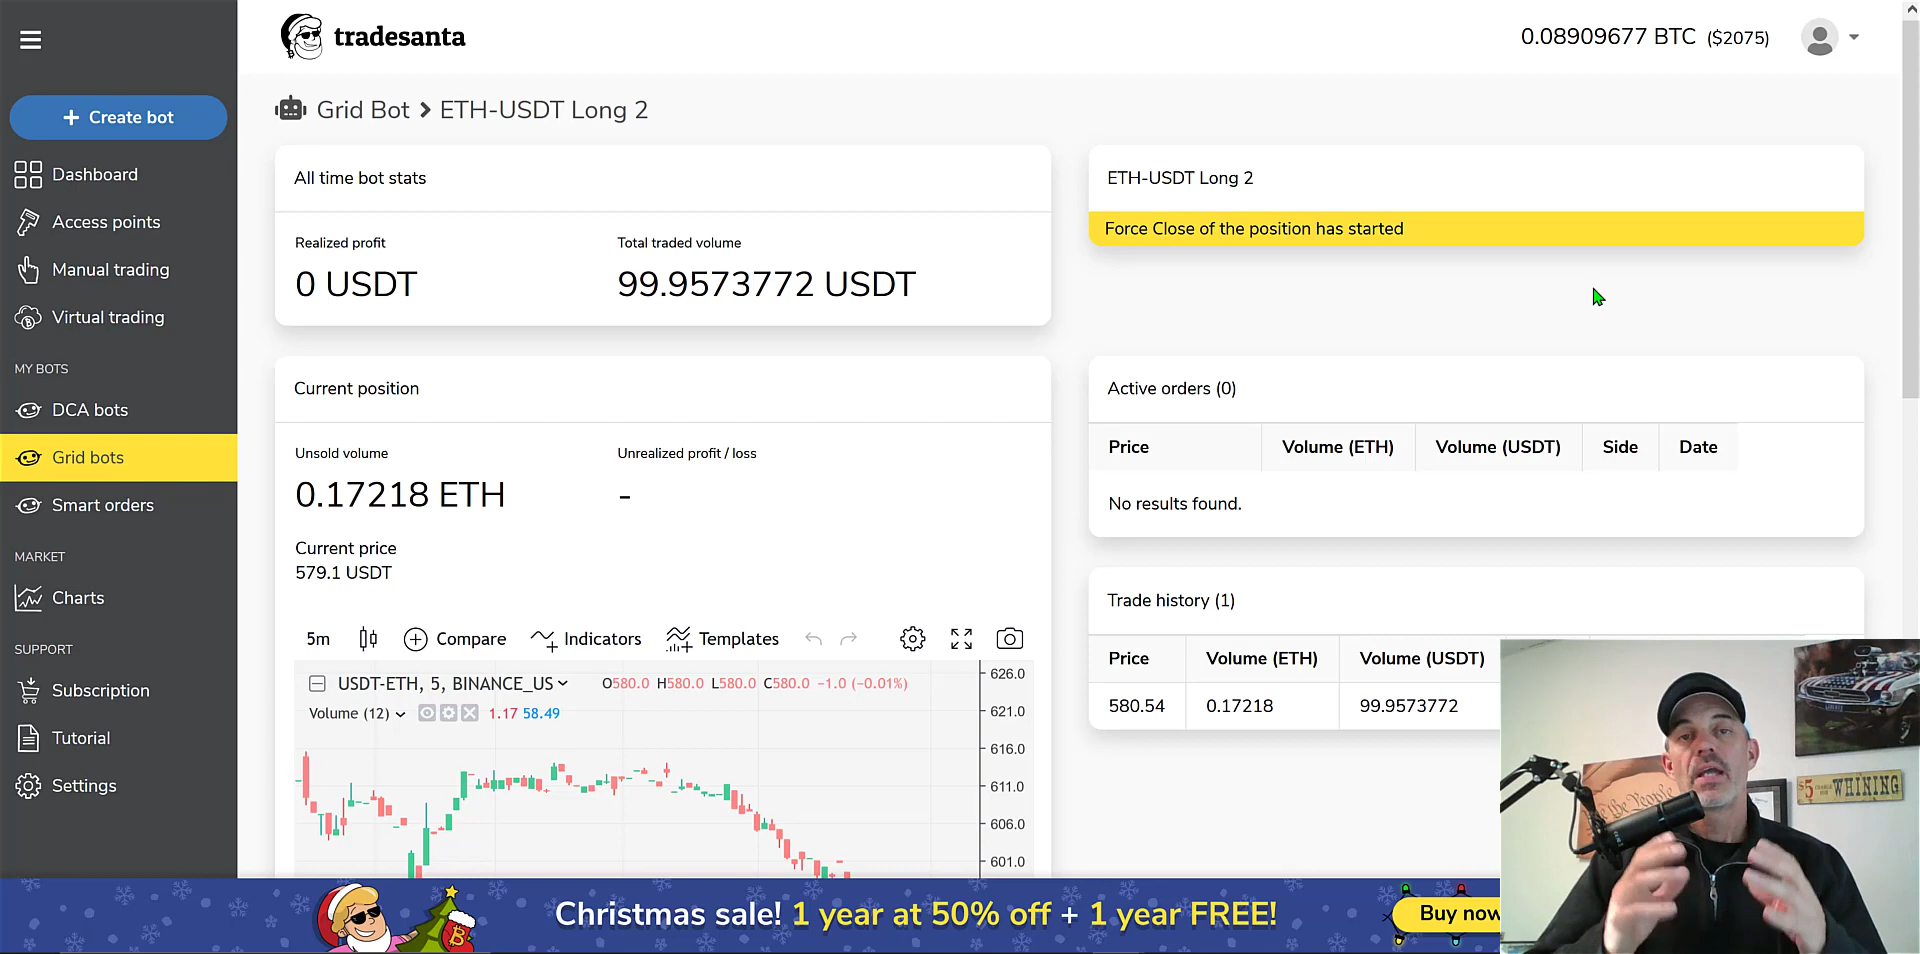 tradesanta
0.08909677 BTC ($2075)
Create bot
Dashboard
Access points
Manual trading
Virtual trading
MY BOTS
DCA bots
Grid bots
Smart orders
MARKET
Charts
SUPPORT
Subscription
Tutorial
Settings
Grid Bot > ETH-USDT Long 2
All time bot stats
Realized profit Total traded volume
0 USDT 99.9573772 USDT
ETH-USDT Long 2
Force Close of the position has started
Current position
Unsold volume Unrealized profit / loss
0.17218 ETH -
Current price
579.1 USDT
5m Compare Indicators Templates
USDT-ETH, 5, BINANCE_US O580.0 H580.0 L580.0 C580.0 −1.0 (−0.01%)
Volume (12) 1.17 58.49
626.0
621.0
616.0
611.0
606.0
601.0
Active orders (0)
Price Volume (ETH) Volume (USDT) Side Date
No results found.
Trade history (1)
Price Volume (ETH) Volume (USDT)
580.54 0.17218 99.9573772
We the People
$5 CHARGE FOR WHINING
Christmas sale! 1 year at 50% off + 1 year FREE!
Buy now